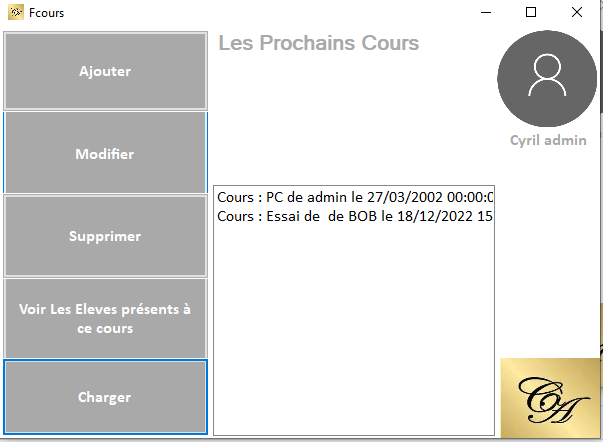 Fcours
Ajouter
Modifier
Supprimer
Voir Les Eleves présents à
ce cours
Charger
Les Prochains Cours
Cours : PC de admin le 27/03/2002 00:00:0
Cours : Essai de  de BOB le 18/12/2022 15
Cyril admin
CA